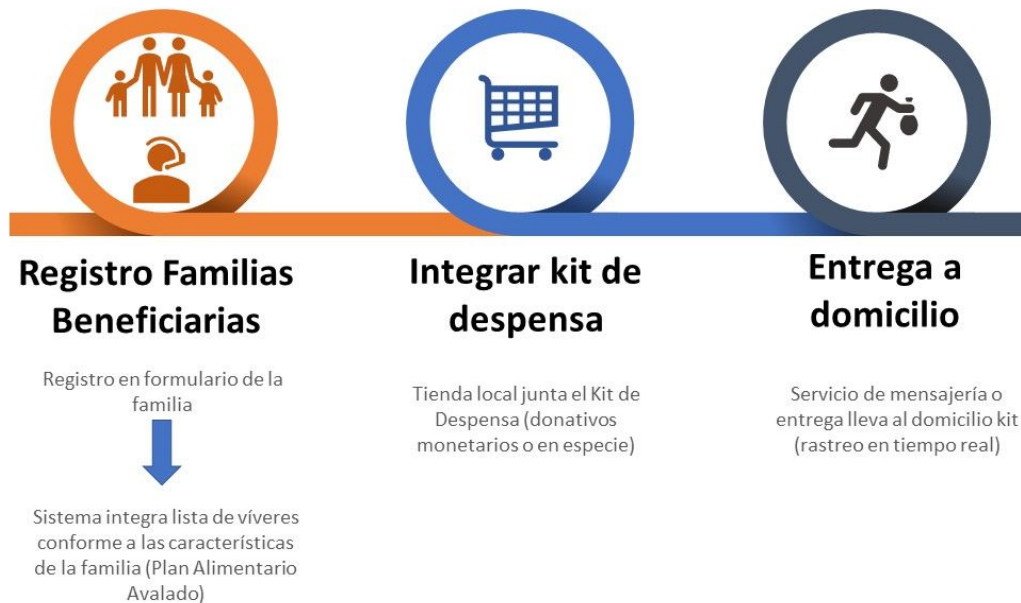 Registro Familias
Beneficiarias
Registro en formulario de la
familia
Sistema integra lista de víveres
conforme a las características
de la familia (Plan Alimentario
Avalado)
Integrar kit de
despensa
Tienda local junta el Kit de
Despensa (donativos
monetarios o en especie)
Entrega a
domicilio
Servicio de mensajería o
entrega lleva al domicilio kit
(rastreo en tiempo real)